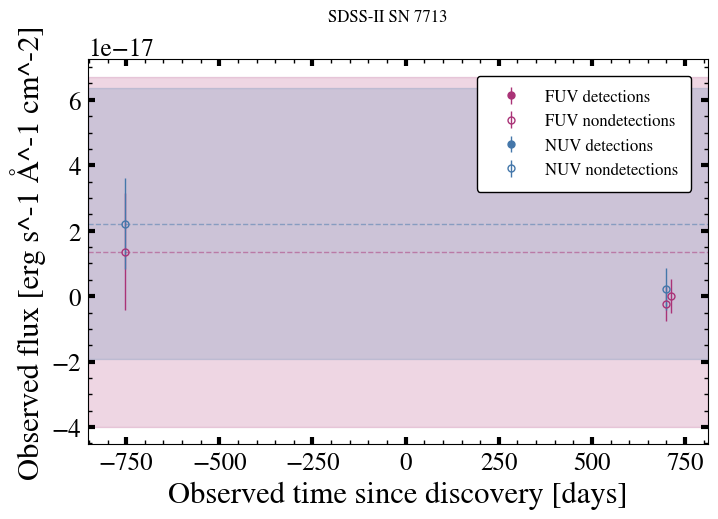 SDSS-II SN 7713
1e−17
Observed flux [erg s^-1 Å^-1 cm^-2]
6
4
2
0
−2
−4
FUV detections
FUV nondetections
NUV detections
NUV nondetections
−750 −500 −250 0 250 500 750
Observed time since discovery [days]